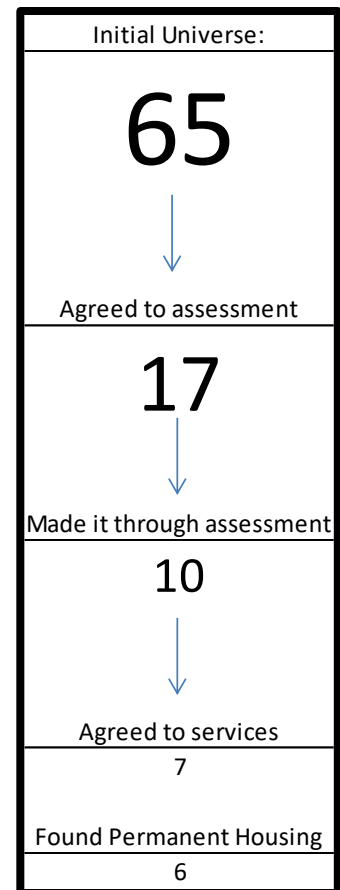 Initial Universe:
65
Agreed to assessment
17
Made it through assessment
10
Agreed to services
7
Found Permanent Housing
6